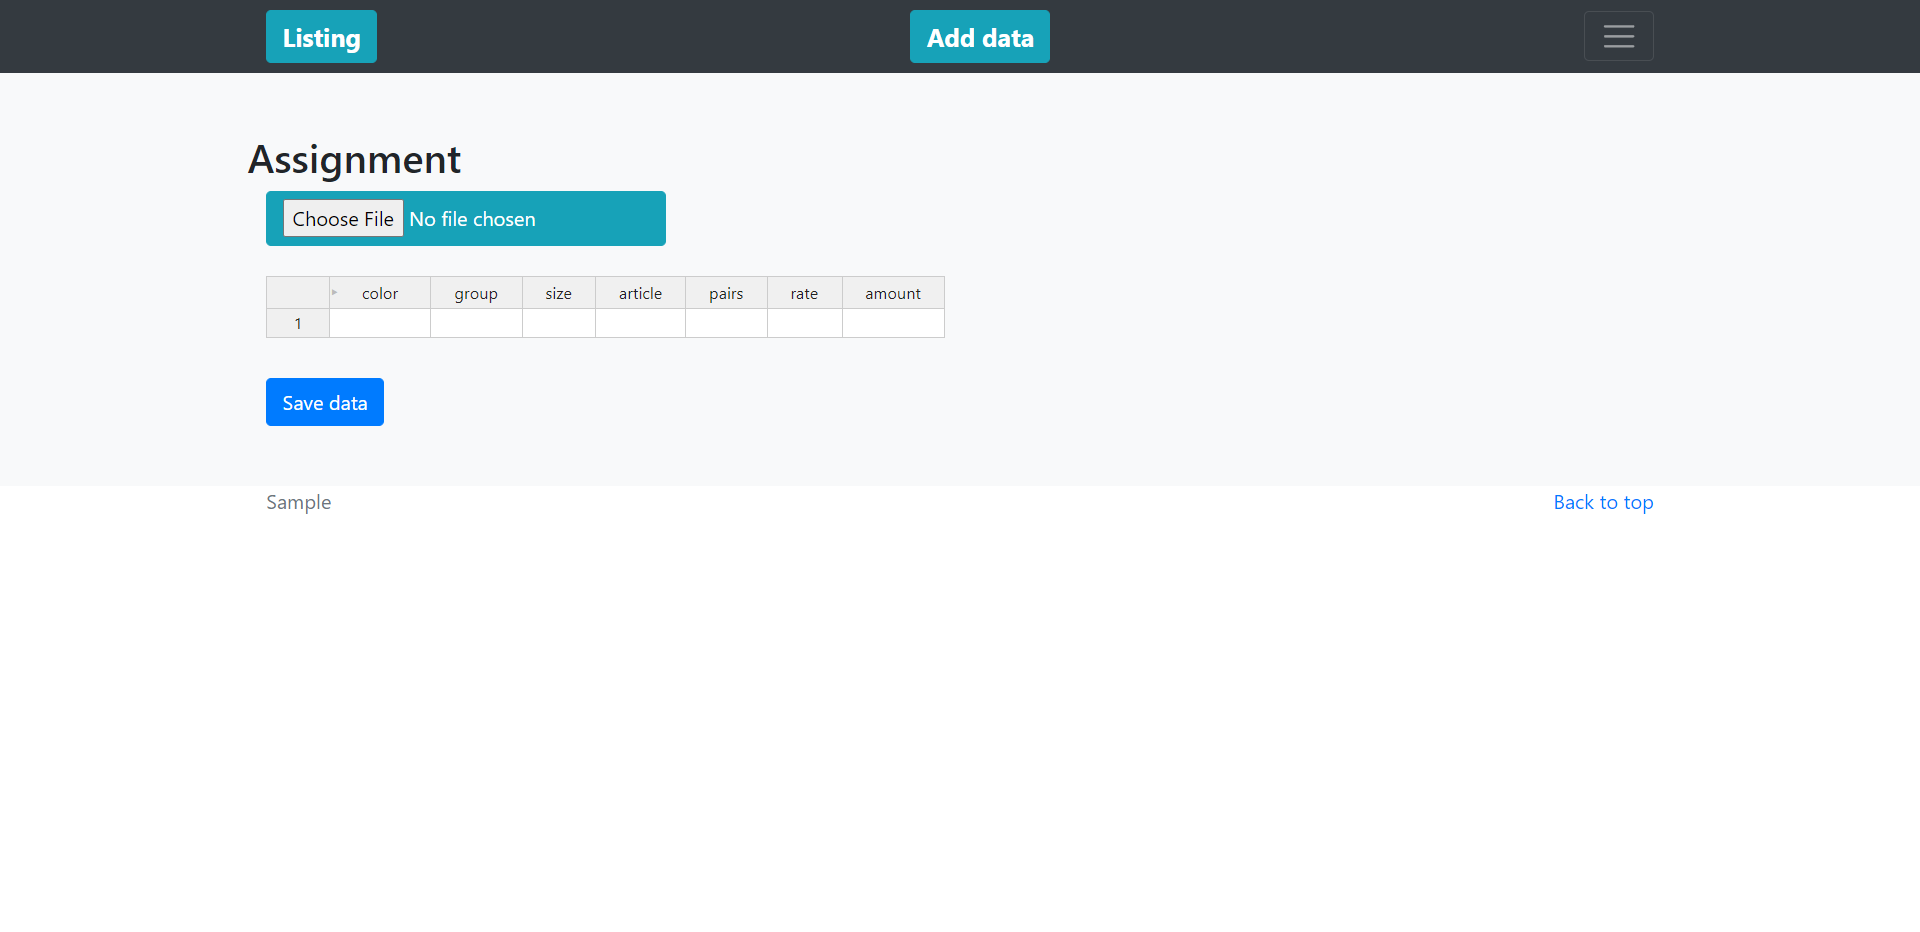 Listing Add data
Assignment
Choose File No file chosen
color group size article pairs rate amount
1
Save data
Sample Back to top